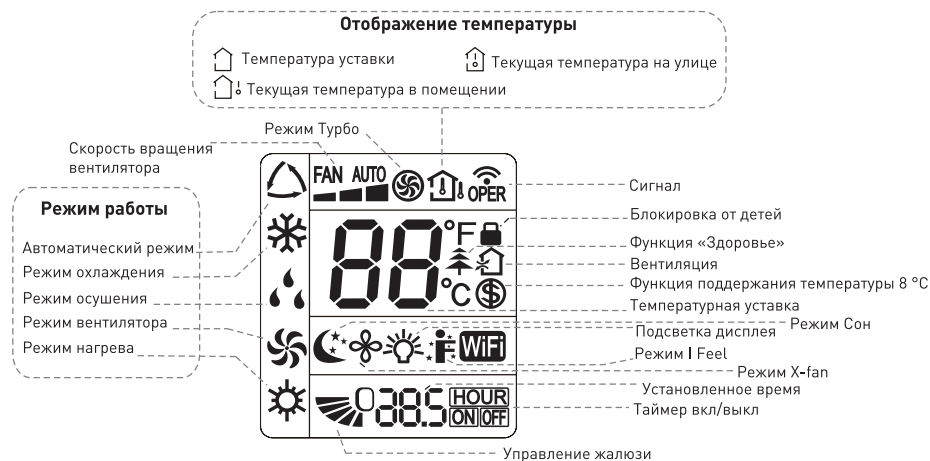 Отображение температуры
Температура уставки
Текущая температура на улице
Текущая температура в помещении
Режим Турбо
Скорость вращения
вентилятора
FAN AUTO
OPER
Сигнал
Режим работы
Автоматический режим
Режим охлаждения
Режим осушения
Режим вентилятора
Режим нагрева
88
°F
°C
Блокировка от детей
Функция «Здоровье»
Вентиляция
Функция поддержания температуры 8 °C
Температурная уставка
WiFi
Режим Сон
Подсветка дисплея
Режим I Feel
Режим X-fan
Установленное время
Таймер вкл/выкл
88.5
HOUR
ON OFF
Управление жалюзи